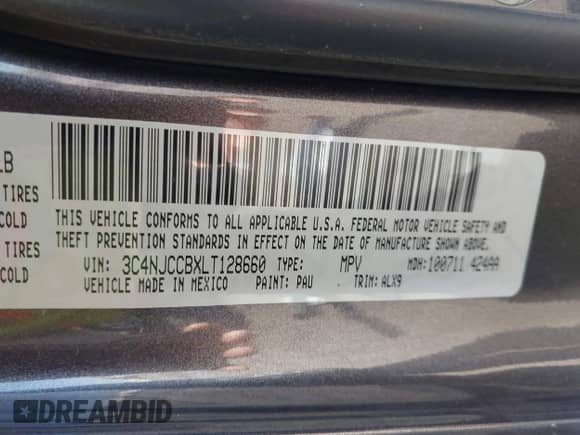 LB
TIRES
COLD
TIRES
COLD
THIS VEHICLE CONFORMS TO ALL APPLICABLE U.S.A. FEDERAL MOTOR VEHICLE SAFETY AND
THEFT PREVENTION STANDARDS IN EFFECT ON THE DATE OF MANUFACTURE SHOWN ABOVE.
VIN: 3C4NJCCBXLT128660 TYPE: MPV MDH: 100711 424AA
VEHICLE MADE IN MEXICO PAINT: PAU TRIM: ALX9
DREAMBID